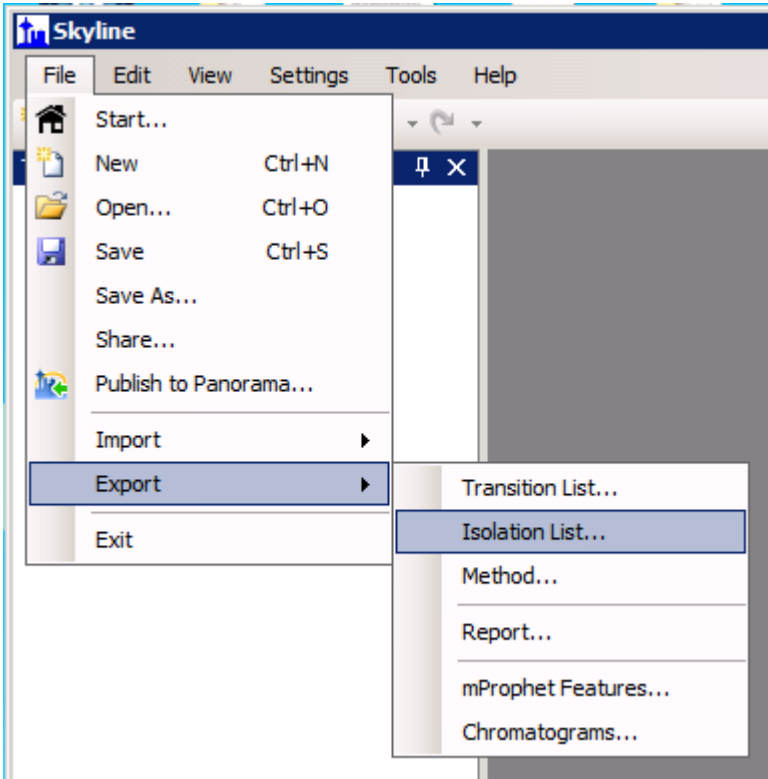 Skyline
File Edit View Settings Tools Help
Start...
New Ctrl+N
Open... Ctrl+O
Save Ctrl+S
Save As...
Share...
Publish to Panorama...
Import
Export
Exit
Transition List...
Isolation List...
Method...
Report...
mProphet Features...
Chromatograms...